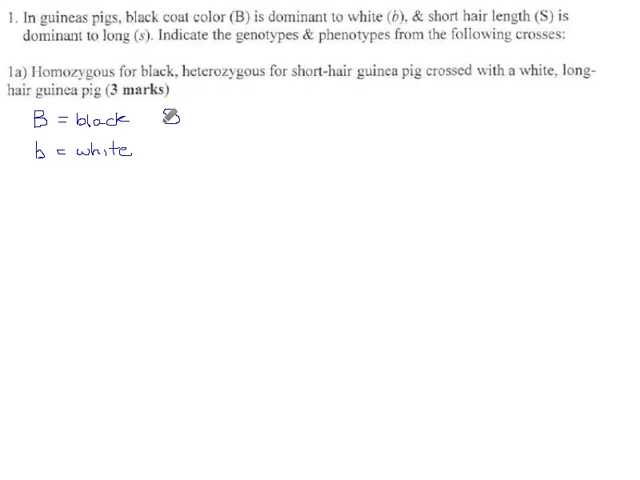 1. In guineas pigs, black coat color (B) is dominant to white (b), & short hair length (S) is
dominant to long (s). Indicate the genotypes & phenotypes from the following crosses:
1a) Homozygous for black, heterozygous for short-hair guinea pig crossed with a white, long-
hair guinea pig (3 marks)
B = black S
b = white